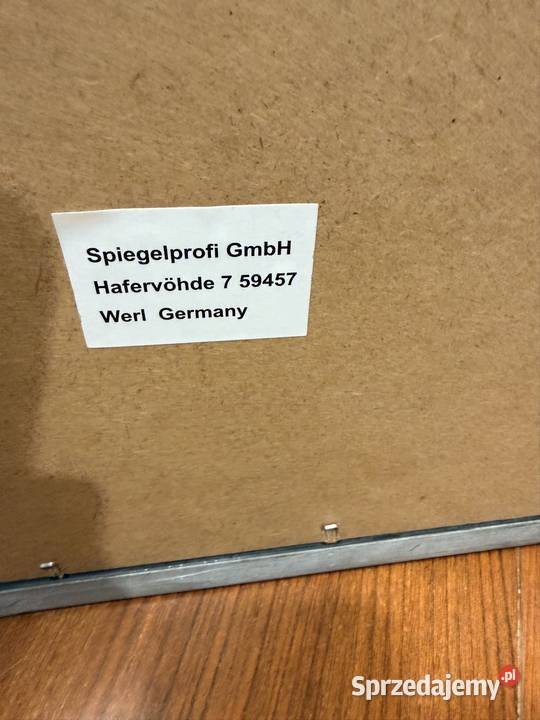 Spiegelprofi GmbH
Hafervöhde 7 59457
Werl Germany
Sprzedajemy.pl